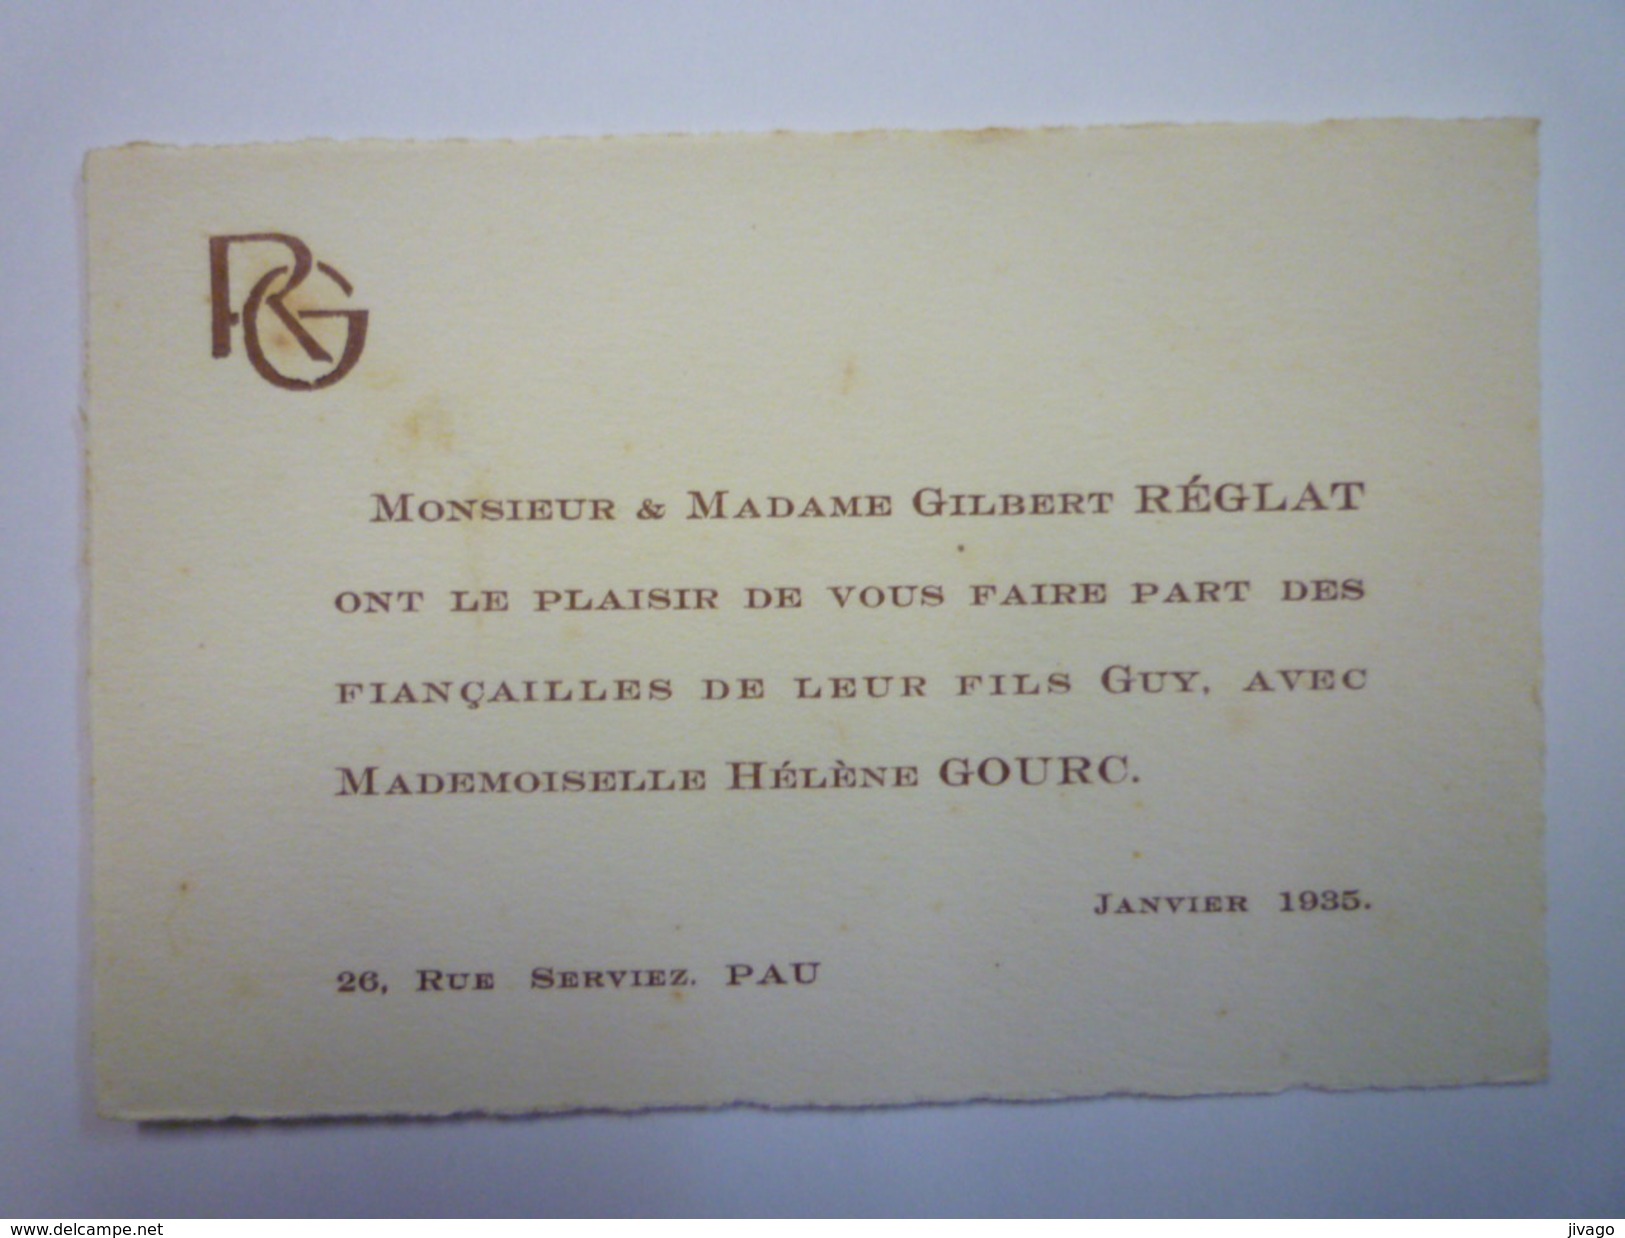 RG
Monsieur & Madame Gilbert RÉGLAT
ont le plaisir de vous faire part des
fiançailles de leur fils Guy, avec
Mademoiselle Hélène GOURC.
Janvier 1935.
26, Rue Serviez. PAU
www.delcampe.net
jivago